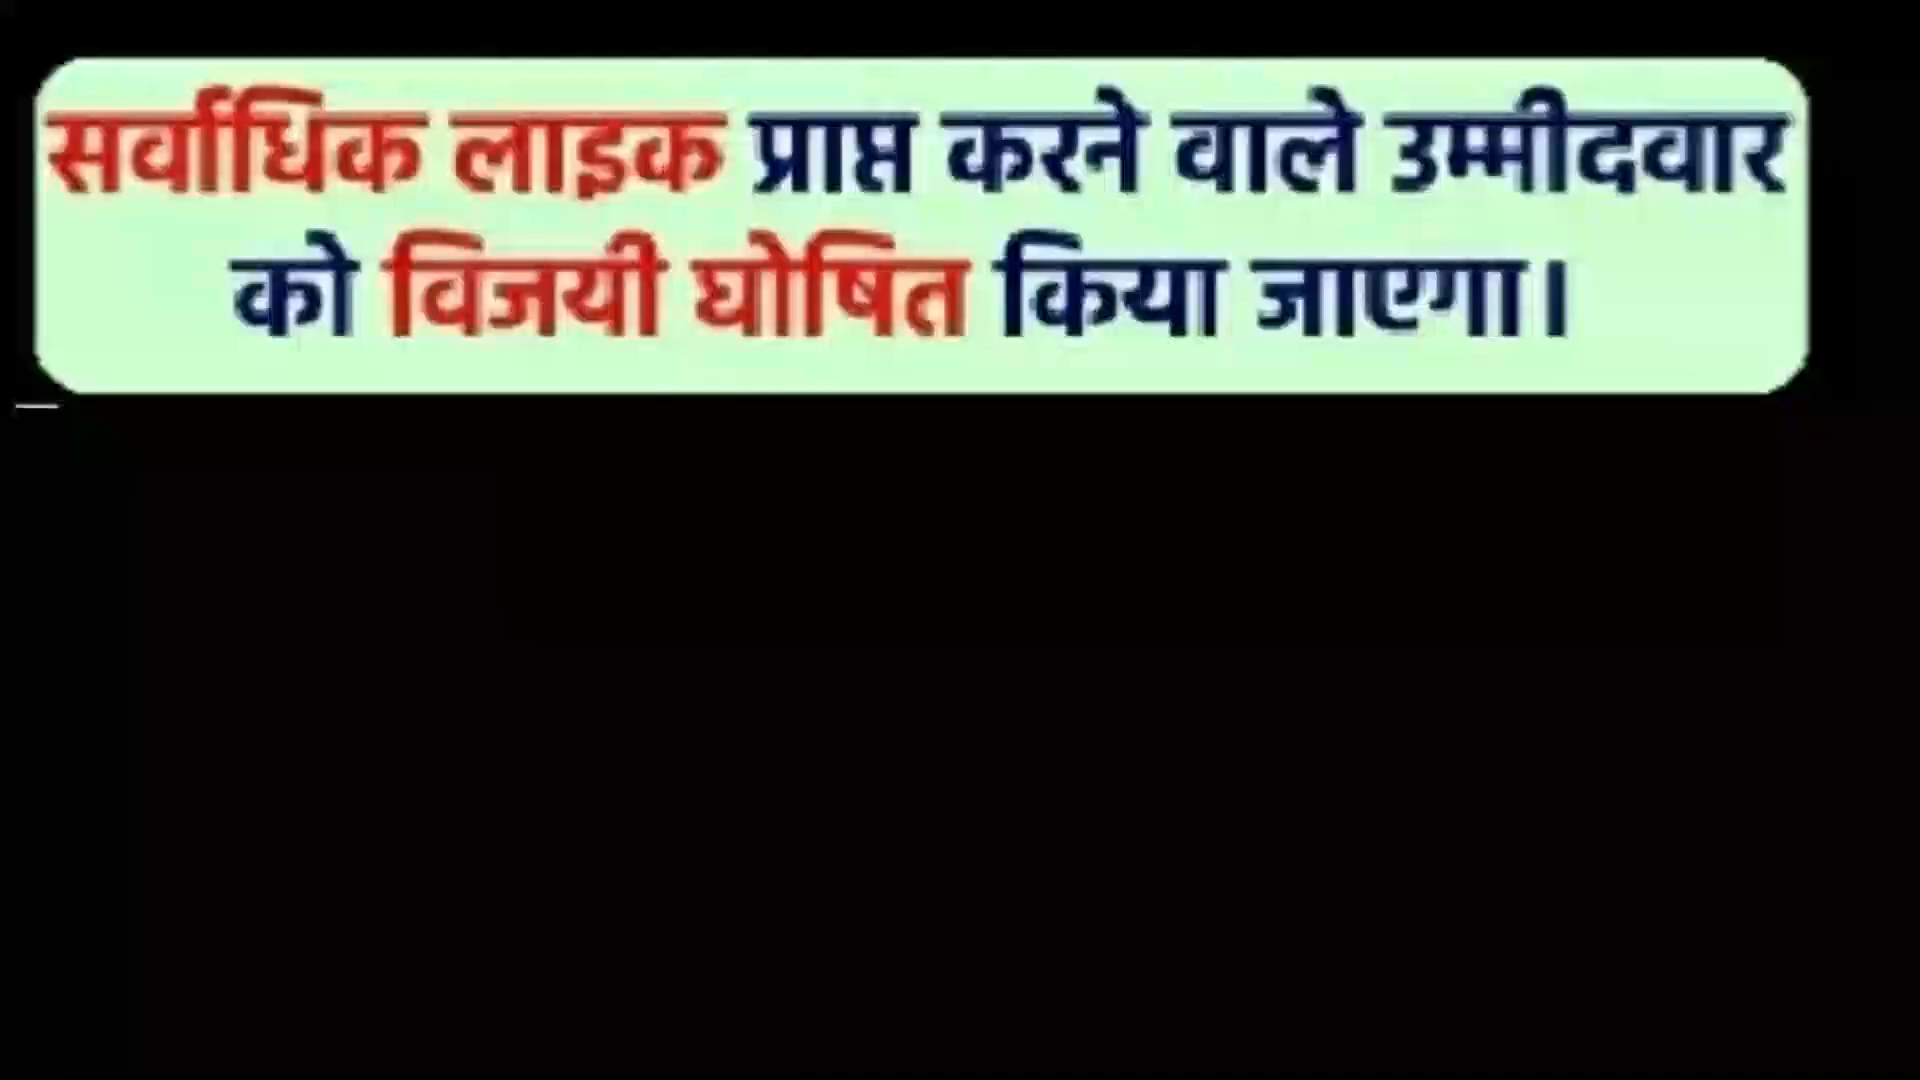 सर्वाधिक लाइक प्राप्त करने वाले उम्मीदवार
को विजयी घोषित किया जाएगा।